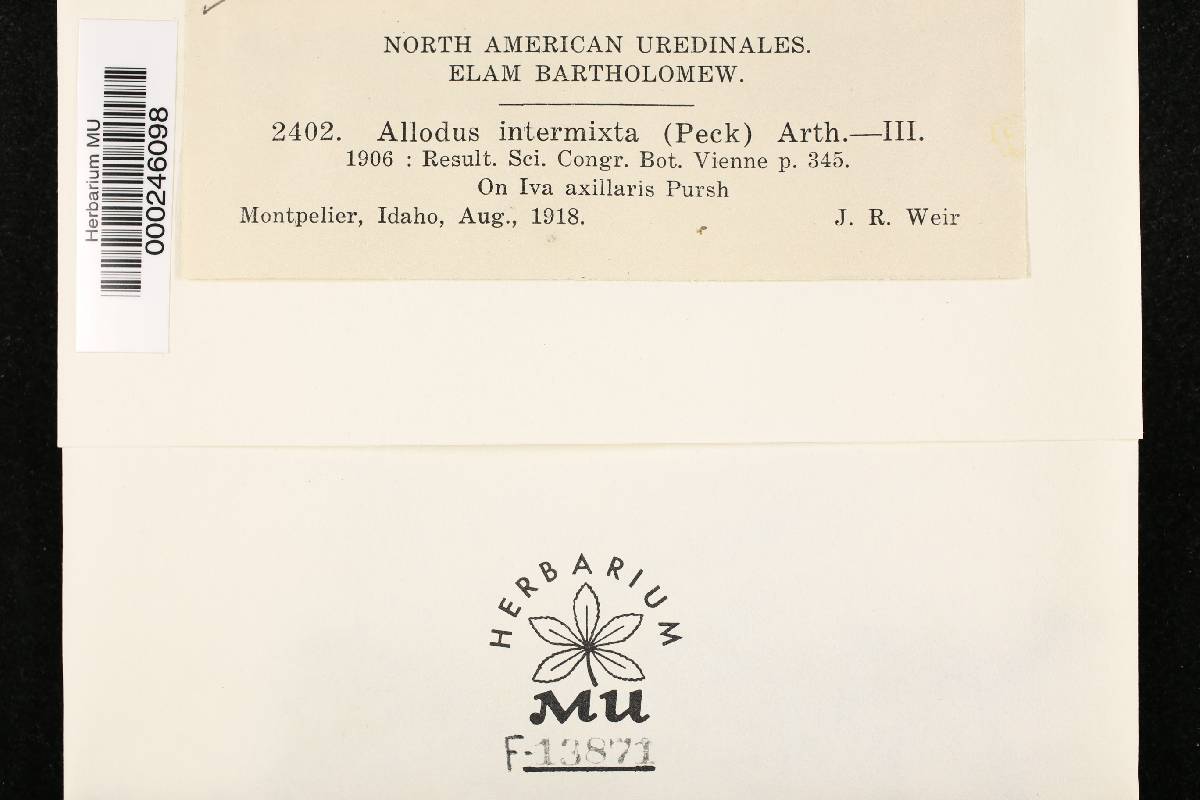 NORTH AMERICAN UREDINALES.
ELAM BARTHOLOMEW.
2402. Allodus intermixta (Peck) Arth.—III.
1906 : Result. Sci. Congr. Bot. Vienne p. 345.
On Iva axillaris Pursh
Montpelier, Idaho, Aug., 1918. J. R. Weir
Herbarium MU
000246098
HERBARIUM
MU
F-13871